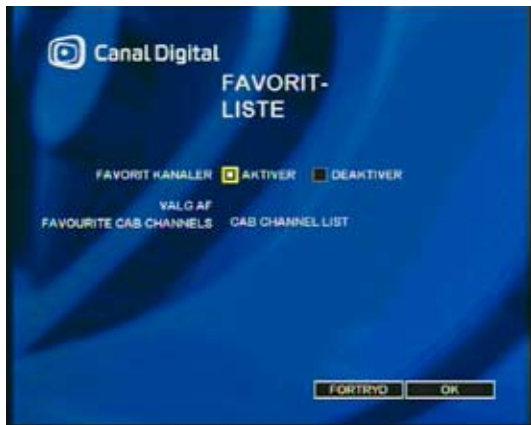 Canal Digital
FAVORIT-
LISTE
FAVORIT KANALER AKTIVER DEAKTIVER
VALG AF
FAVOURITE CAB CHANNELS CAB CHANNEL LIST
FORTRYD OK